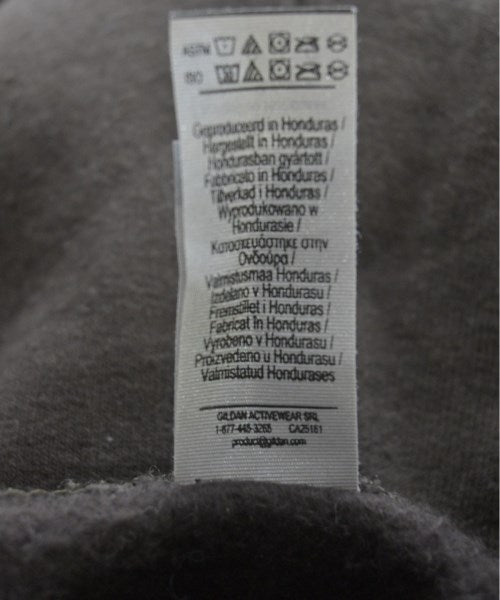 ASTM
ISO
Geproduceerd in Honduras /
Hergestellt in Honduras /
Hondurasban gyártott /
Fabbricato in Honduras /
Tillverkad i Honduras /
Wyprodukowano w
Hondurasie /
Κατασκευάστηκε στην
Ονδούρα /
Valmistusmaa Honduras /
Izdelano v Hondurasu /
Fremstillet i Honduras /
Fabricat în Honduras /
Vyrobeno v Hondurasu /
Proizvedeno u Hondurasu /
Valmistatud Hondurases
GILDAN ACTIVEWEAR SRL
1-877-445-3265 CA25161
product@gildan.com